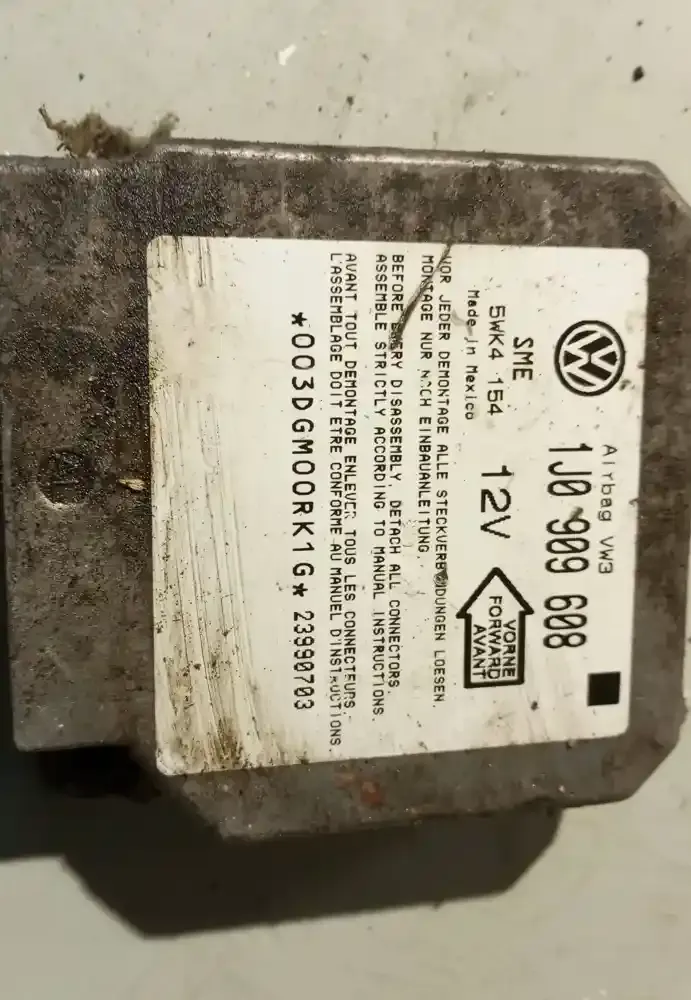 Airbag VW3
1J0 909 608
SME
5WK4 154
12V
Made in Mexico
VORNE
FORWARD
AVANT
VOR JEDER DEMONTAGE ALLE STECKVERBINDUNGEN LOESEN
MONTAGE NUR NACH EINBAUANLEITUNG.
BEFORE EVERY DISASSEMBLY DETACH ALL CONNECTORS.
ASSEMBLE STRICTLY ACCORDING TO MANUAL INSTRUCTIONS.
AVANT TOUT DEMONTAGE ENLEVER TOUS LES CONNECTEURS.
L'ASSEMBLAGE DOIT ETRE CONFORME AU MANUEL D'INSTRUCTIONS.
*003DGM00RK1G* 23990703